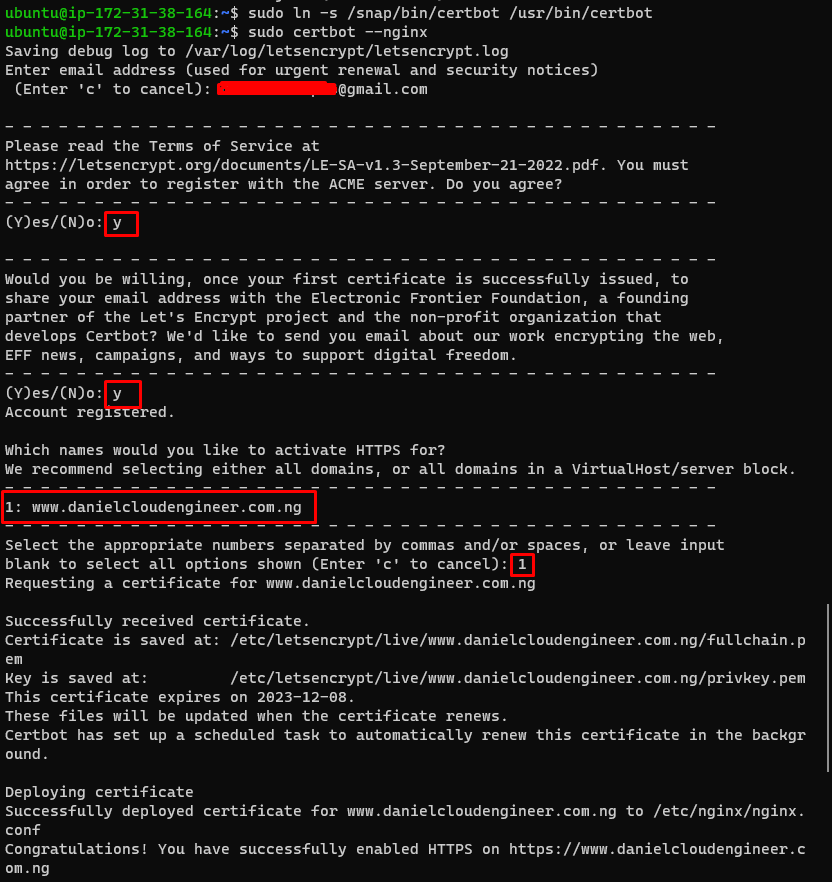 ubuntu@ip-172-31-38-164:~$ sudo ln -s /snap/bin/certbot /usr/bin/certbot
ubuntu@ip-172-31-38-164:~$ sudo certbot --nginx
Saving debug log to /var/log/letsencrypt/letsencrypt.log
Enter email address (used for urgent renewal and security notices)
 (Enter 'c' to cancel): @gmail.com
- - - - - - - - - - - - - - - - - - - - - - - - - - - - - - - - - - - - - - - -
Please read the Terms of Service at
https://letsencrypt.org/documents/LE-SA-v1.3-September-21-2022.pdf. You must
agree in order to register with the ACME server. Do you agree?
- - - - - - - - - - - - - - - - - - - - - - - - - - - - - - - - - - - - - - - -
(Y)es/(N)o: y
- - - - - - - - - - - - - - - - - - - - - - - - - - - - - - - - - - - - - - - -
Would you be willing, once your first certificate is successfully issued, to
share your email address with the Electronic Frontier Foundation, a founding
partner of the Let's Encrypt project and the non-profit organization that
develops Certbot? We'd like to send you email about our work encrypting the web,
EFF news, campaigns, and ways to support digital freedom.
- - - - - - - - - - - - - - - - - - - - - - - - - - - - - - - - - - - - - - - -
(Y)es/(N)o: y
Account registered.
Which names would you like to activate HTTPS for?
We recommend selecting either all domains, or all domains in a VirtualHost/server block.
- - - - - - - - - - - - - - - - - - - - - - - - - - - - - - - - - - - - - - - -
1: www.danielcloudengineer.com.ng
- - - - - - - - - - - - - - - - - - - - - - - - - - - - - - - - - - - - - - - -
Select the appropriate numbers separated by commas and/or spaces, or leave input
blank to select all options shown (Enter 'c' to cancel): 1
Requesting a certificate for www.danielcloudengineer.com.ng
Successfully received certificate.
Certificate is saved at: /etc/letsencrypt/live/www.danielcloudengineer.com.ng/fullchain.p
em
Key is saved at:         /etc/letsencrypt/live/www.danielcloudengineer.com.ng/privkey.pem
This certificate expires on 2023-12-08.
These files will be updated when the certificate renews.
Certbot has set up a scheduled task to automatically renew this certificate in the backgr
ound.
Deploying certificate
Successfully deployed certificate for www.danielcloudengineer.com.ng to /etc/nginx/nginx.
conf
Congratulations! You have successfully enabled HTTPS on https://www.danielcloudengineer.c
om.ng